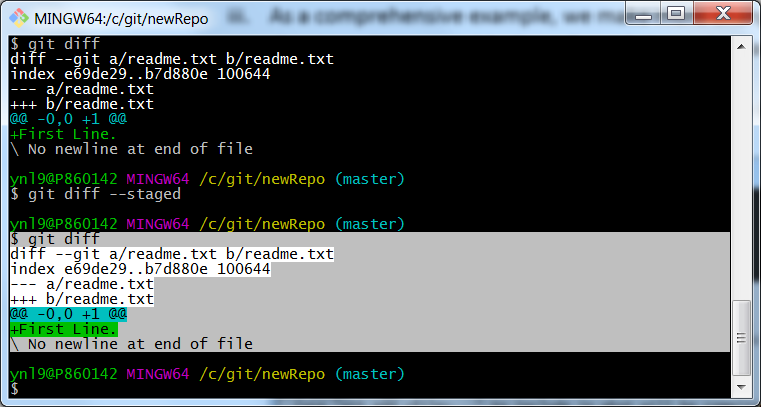 MINGW64:/c/git/newRepo
iii. As a comprehensive example, we ma
$ git diff
diff --git a/readme.txt b/readme.txt
index e69de29..b7d880e 100644
--- a/readme.txt
+++ b/readme.txt
@@ -0,0 +1 @@
+First Line.
\ No newline at end of file
ynl9@P860142 MINGW64 /c/git/newRepo (master)
$ git diff --staged
ynl9@P860142 MINGW64 /c/git/newRepo (master)
$ git diff
diff --git a/readme.txt b/readme.txt
index e69de29..b7d880e 100644
--- a/readme.txt
+++ b/readme.txt
@@ -0,0 +1 @@
+First Line.
\ No newline at end of file
ynl9@P860142 MINGW64 /c/git/newRepo (master)
$